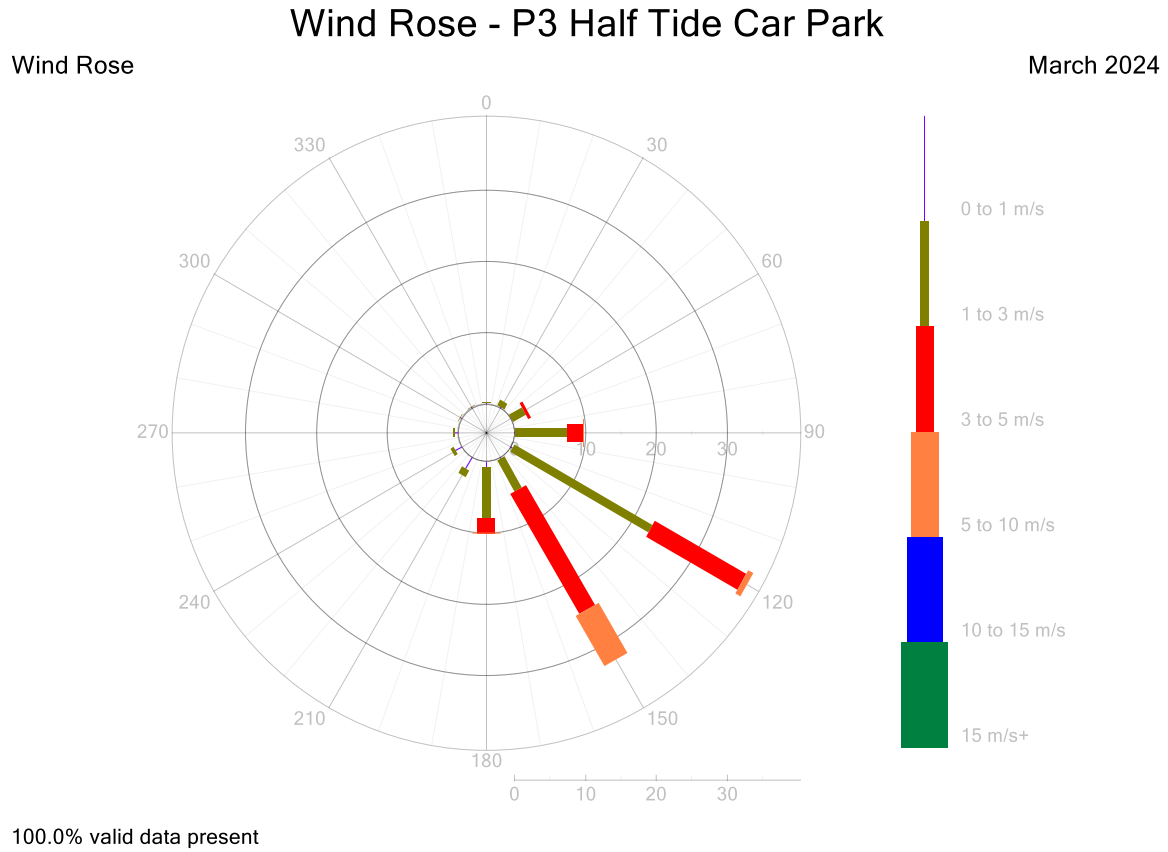 Wind Rose - P3 Half Tide Car Park
Wind Rose
March 2024
0
330
30
300
60
270
90
10
20
30
240
120
210
150
180
0
10
20
30
0 to 1 m/s
1 to 3 m/s
3 to 5 m/s
5 to 10 m/s
10 to 15 m/s
15 m/s+
100.0% valid data present